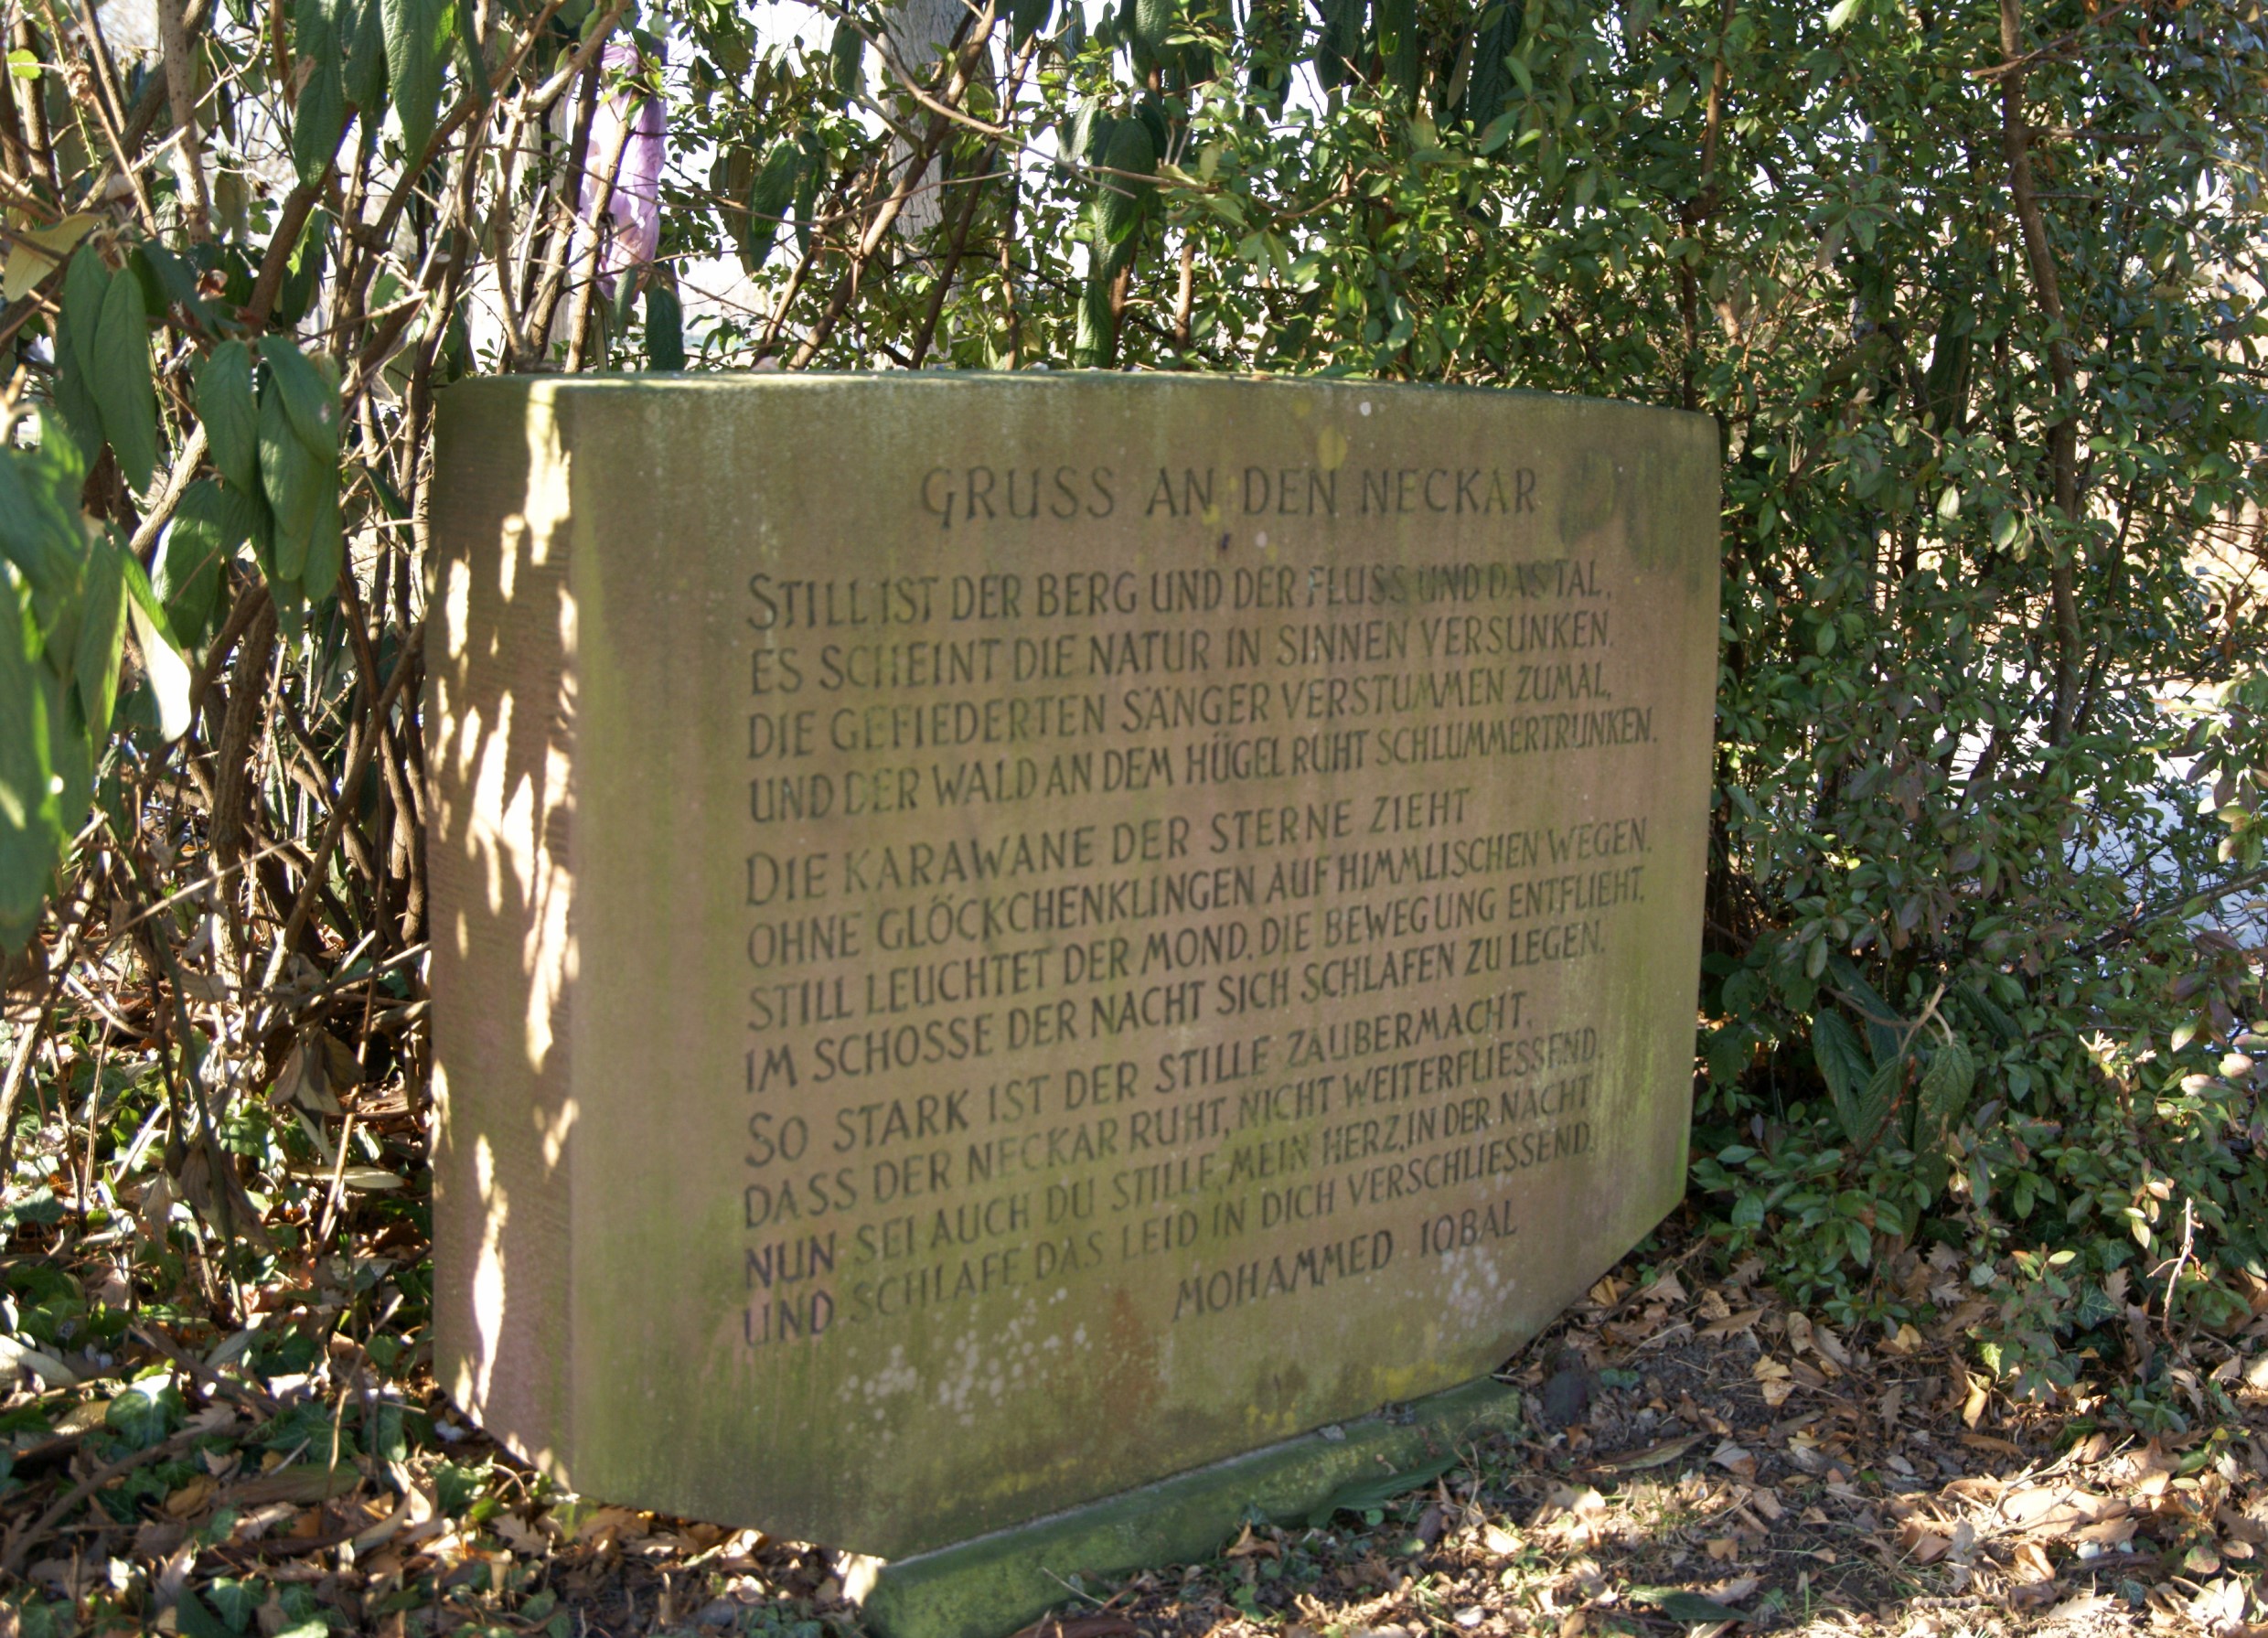 GRUSS AN DEN NECKAR
STILL IST DER BERG UND DER FLUSS UND DAS TAL,
ES SCHEINT DIE NATUR IN SINNEN VERSUNKEN.
DIE GEFIEDERTEN SÄNGER VERSTUMMEN ZUMAL,
UND DER WALD AN DEM HÜGEL RUHT SCHLUMMERTRUNKEN.
DIE KARAWANE DER STERNE ZIEHT
OHNE GLÖCKCHENKLINGEN AUF HIMMLISCHEN WEGEN.
STILL LEUCHTET DER MOND, DIE BEWEGUNG ENTFLIEHT,
IM SCHOSSE DER NACHT SICH SCHLAFEN ZU LEGEN.
SO STARK IST DER STILLE ZAUBERMACHT,
DASS DER NECKAR RUHT, NICHT WEITERFLIESSEND.
NUN SEI AUCH DU STILLE, MEIN HERZ, IN DER NACHT
UND SCHLAFE, DAS LEID IN DICH VERSCHLIESSEND.
MOHAMMED IQBAL